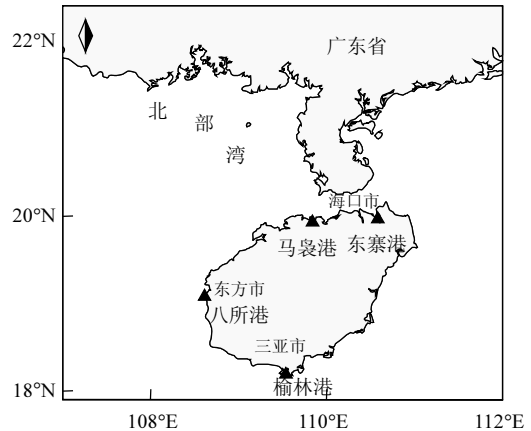 22°N
广东省
北
部
湾
20°N
海口市
马袅港
东寨港
东方市
八所港
三亚市
榆林港
18°N
108°E
110°E
112°E